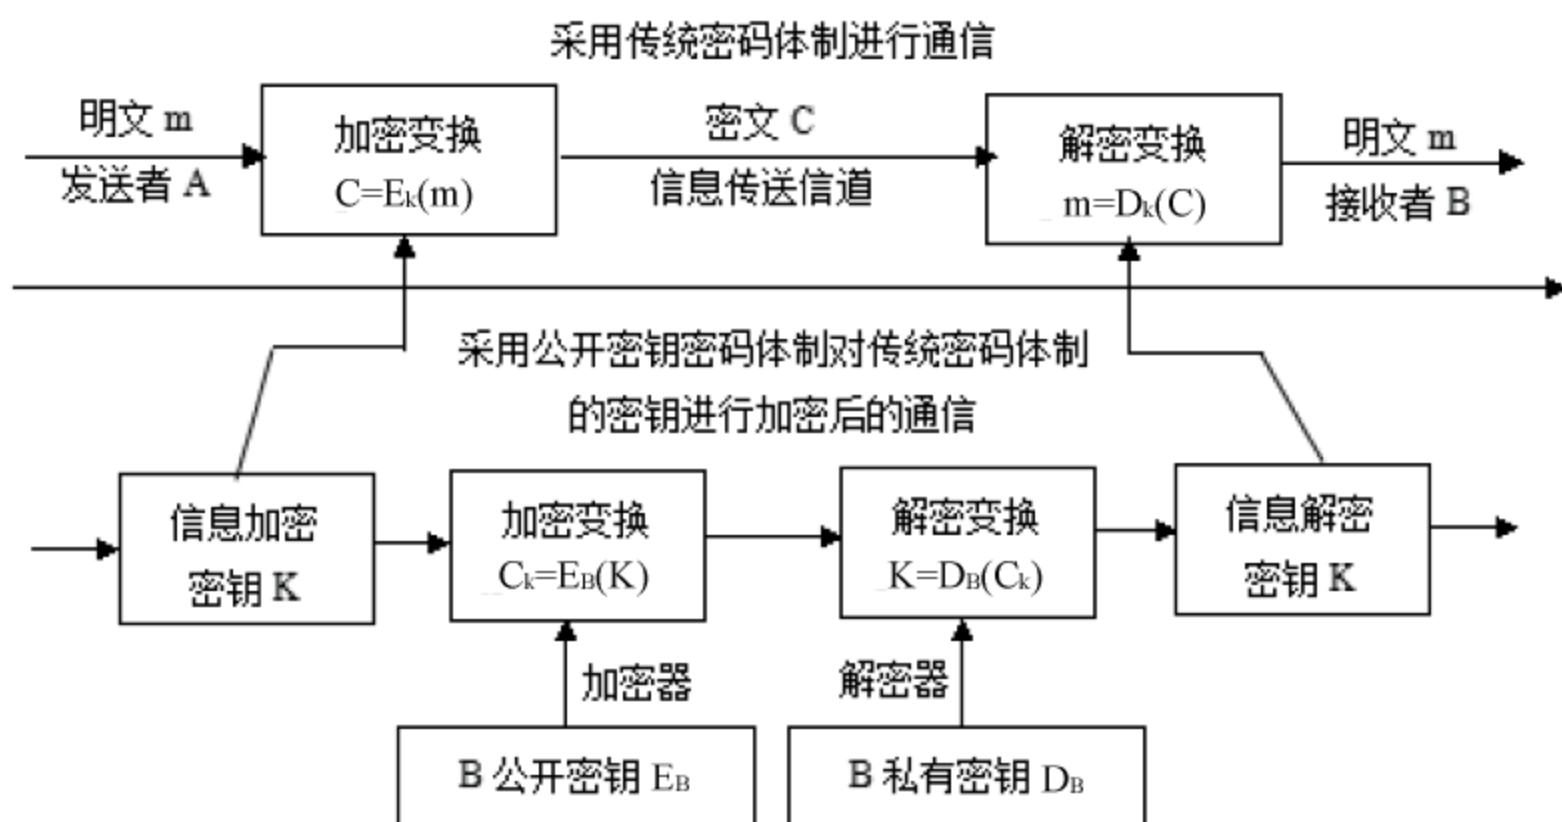 采用传统密码体制进行通信
明文 m
发送者 A
加密变换
C=Ek(m)
密文 C
信息传送信道
解密变换
m=Dk(C)
明文 m
接收者 B
采用公开密钥密码体制对传统密码体制
的密钥进行加密后的通信
信息加密
密钥 K
加密变换
Ck=EB(K)
解密变换
K=DB(Ck)
信息解密
密钥 K
加密器
解密器
B 公开密钥 EB
B 私有密钥 DB